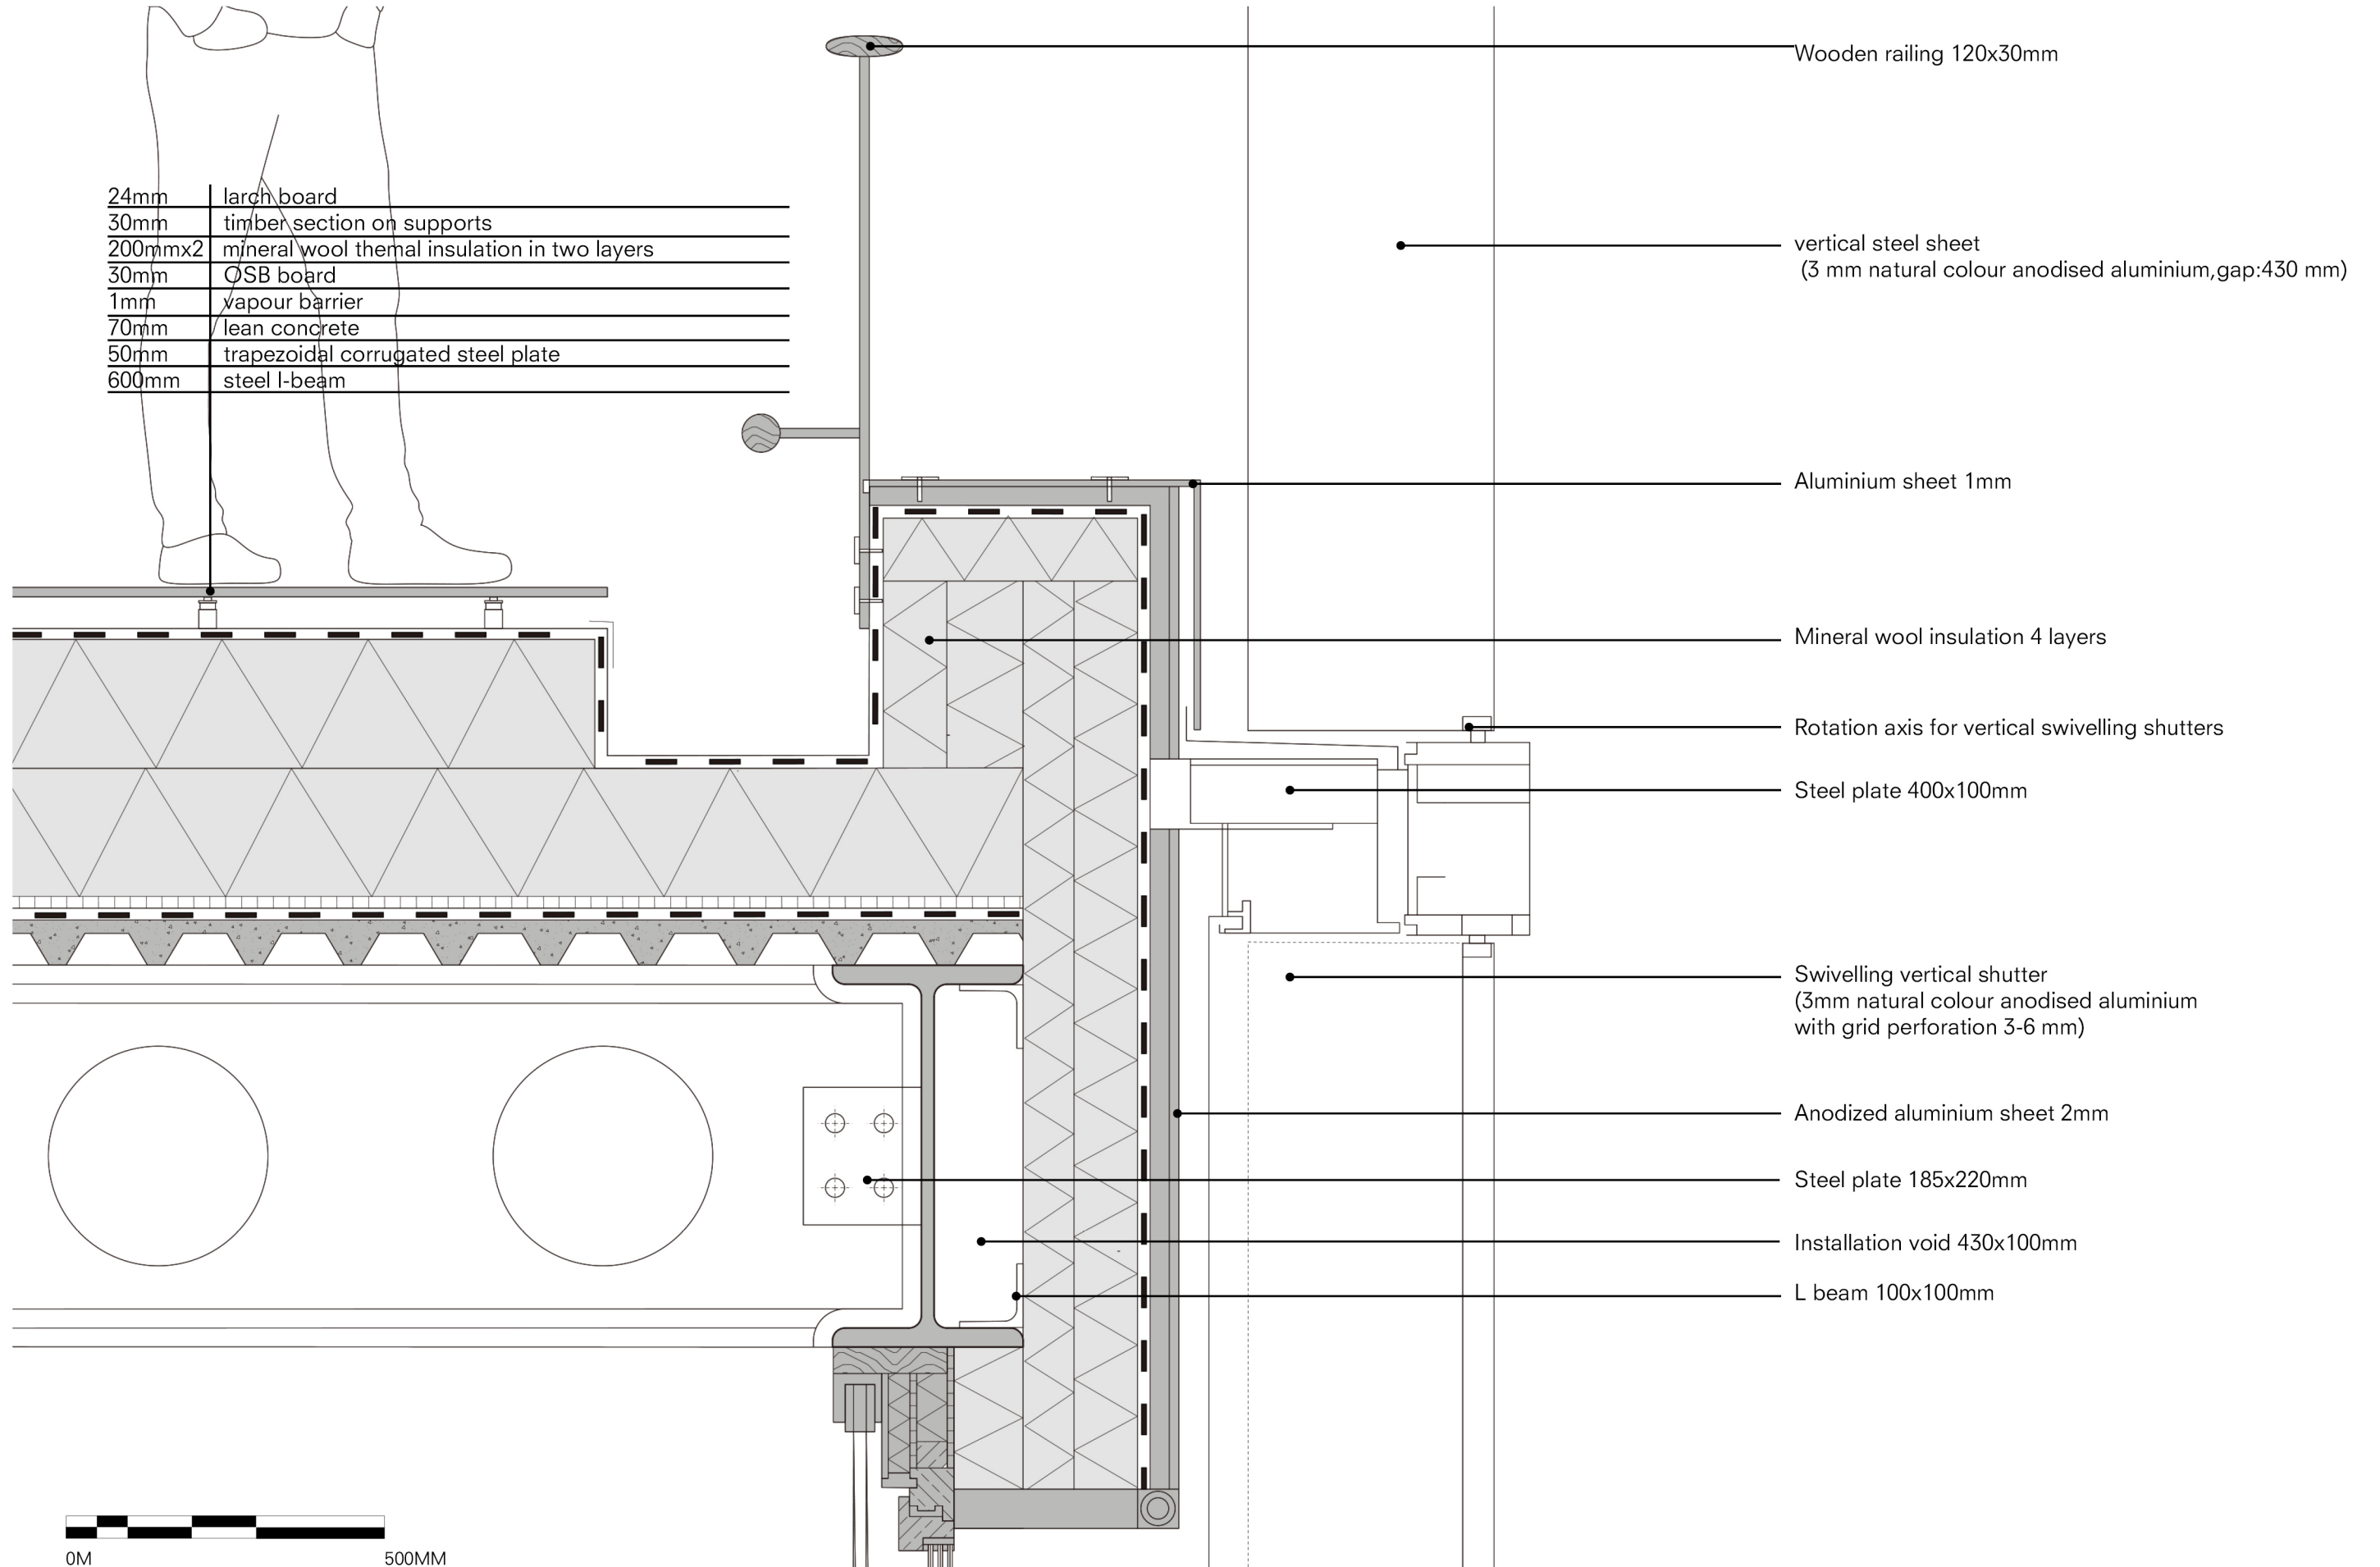 Wooden railing 120x30mm
24mm larch board
30mm timber section on supports
200mmx2 mineral wool themal insulation in two layers
30mm OSB board
1mm vapour barrier
70mm lean concrete
50mm trapezoidal corrugated steel plate
600mm steel I-beam
vertical steel sheet
(3 mm natural colour anodised aluminium,gap:430 mm)
Aluminium sheet 1mm
Mineral wool insulation 4 layers
Rotation axis for vertical swivelling shutters
Steel plate 400x100mm
Swivelling vertical shutter
(3mm natural colour anodised aluminium
with grid perforation 3-6 mm)
Anodized aluminium sheet 2mm
Steel plate 185x220mm
Installation void 430x100mm
L beam 100x100mm
0M 500MM